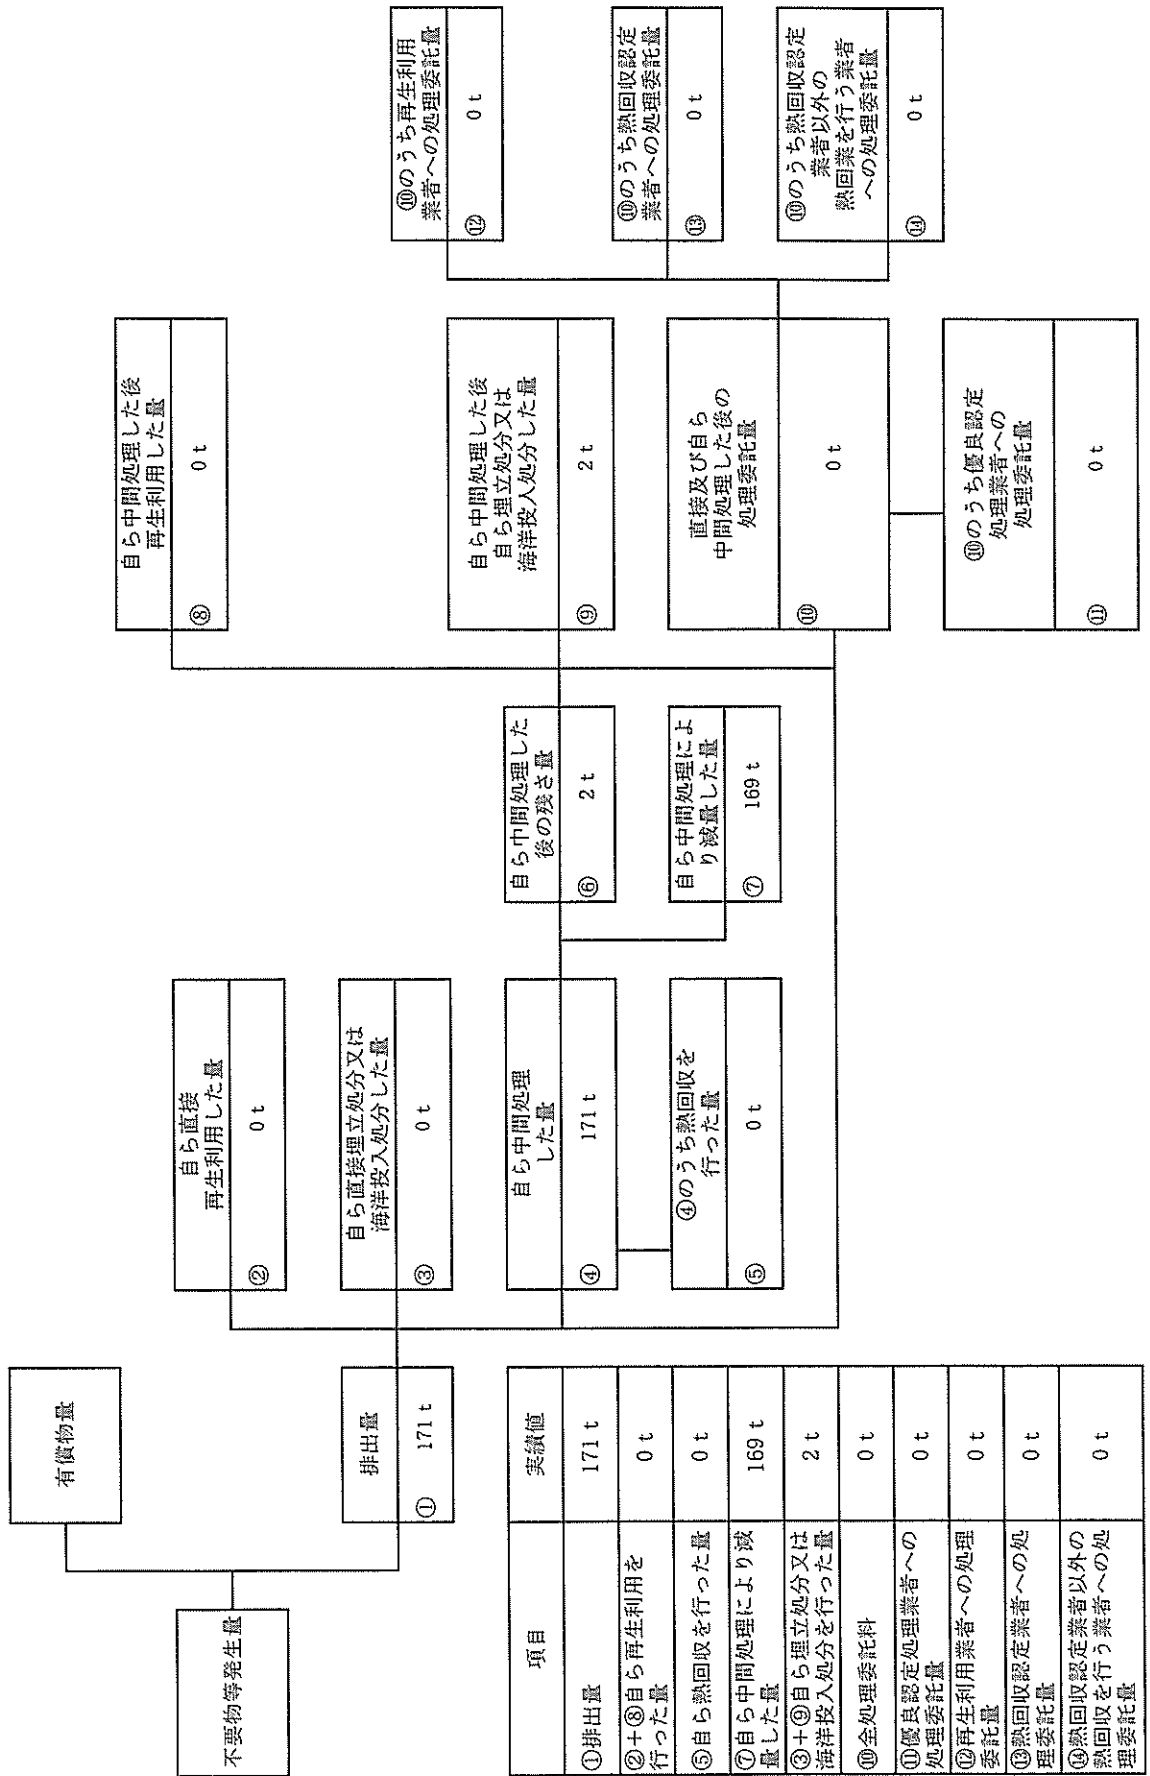 不要物等発生量
有償物量
排出量
① 171 t
自ら直接
再生利用した量
② 0 t
自ら直接埋立処分又は
海洋投入処分した量
③ 0 t
自ら中間処理
した量
④ 171 t
④のうち熱回収を
行った量
⑤ 0 t
自ら中間処理した
後の残さ量
⑥ 2 t
自ら中間処理によ
り減量した量
⑦ 169 t
自ら中間処理した後
再生利用した量
⑧ 0 t
自ら中間処理した後
自ら埋立処分又は
海洋投入処分した量
⑨ 2 t
直接及び自ら
中間処理した後の
処理委託量
⑩ 0 t
⑩のうち優良認定
処理業者への
処理委託量
⑪ 0 t
⑩のうち再生利用
業者への処理委託量
⑫ 0 t
⑩のうち熱回収認定
業者への処理委託量
⑬ 0 t
⑩のうち熱回収認定
業者以外の
熱回業を行う業者
への処理委託量
⑭ 0 t
項目 実績値
①排出量 171 t
②+⑧自ら再生利用を
行った量 0 t
⑤自ら熱回収を行った量 0 t
⑦自ら中間処理により減
量した量 169 t
③+⑨自ら埋立処分又は
海洋投入処分を行った量 2 t
⑩全処理委託料 0 t
⑪優良認定処理業者への
処理委託量 0 t
⑫再生利用業者への処理
委託量 0 t
⑬熱回収認定業者への処
理委託量 0 t
⑭熱回収認定業者以外の
熱回収を行う業者への処
理委託量 0 t